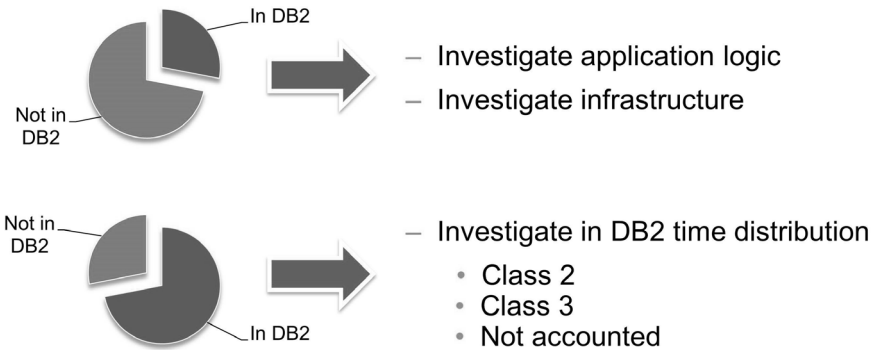 In DB2
Not in
DB2
– Investigate application logic
– Investigate infrastructure
Not in
DB2
In DB2
– Investigate in DB2 time distribution
• Class 2
• Class 3
• Not accounted